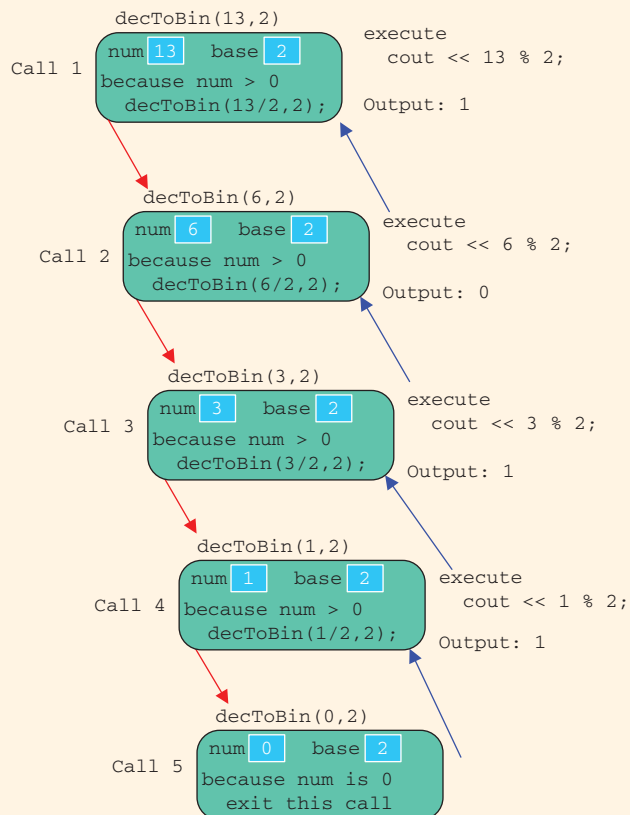 decToBin(13,2)
Call 1
num 13 base 2
because num > 0
decToBin(13/2,2);
execute
cout << 13 % 2;
Output: 1
decToBin(6,2)
Call 2
num 6 base 2
because num > 0
decToBin(6/2,2);
execute
cout << 6 % 2;
Output: 0
decToBin(3,2)
Call 3
num 3 base 2
because num > 0
decToBin(3/2,2);
execute
cout << 3 % 2;
Output: 1
decToBin(1,2)
Call 4
num 1 base 2
because num > 0
decToBin(1/2,2);
execute
cout << 1 % 2;
Output: 1
decToBin(0,2)
Call 5
num 0 base 2
because num is 0
exit this call